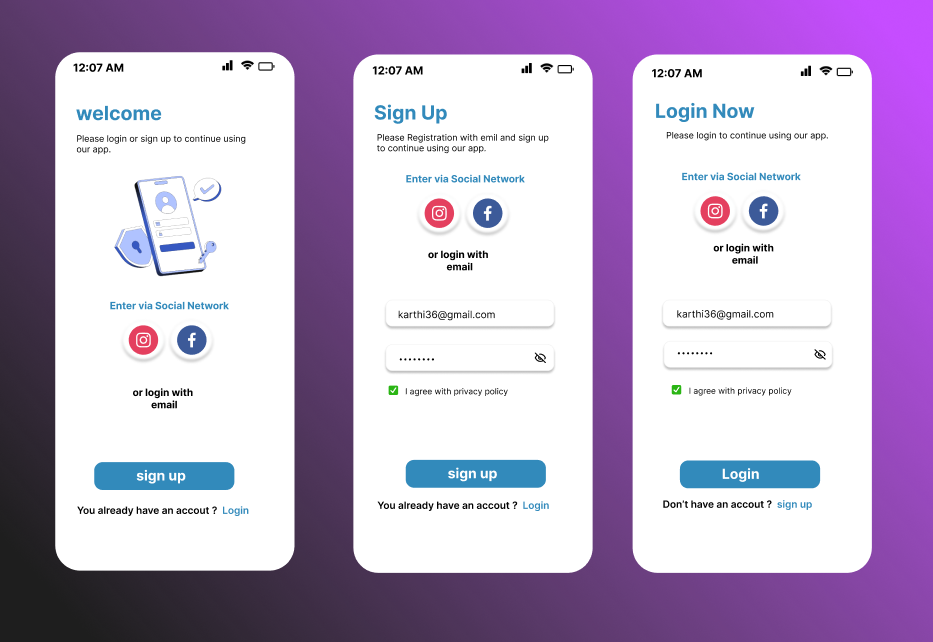 12:07 AM
welcome
Please login or sign up to continue using
our app.
Enter via Social Network
or login with
email
sign up
You already have an accout ? Login
12:07 AM
Sign Up
Please Registration with emil and sign up
to continue using our app.
Enter via Social Network
or login with
email
karthi36@gmail.com
••••••••
I agree with privacy policy
sign up
You already have an accout ? Login
12:07 AM
Login Now
Please login to continue using our app.
Enter via Social Network
or login with
email
karthi36@gmail.com
••••••••
I agree with privacy policy
Login
Don't have an accout ? sign up